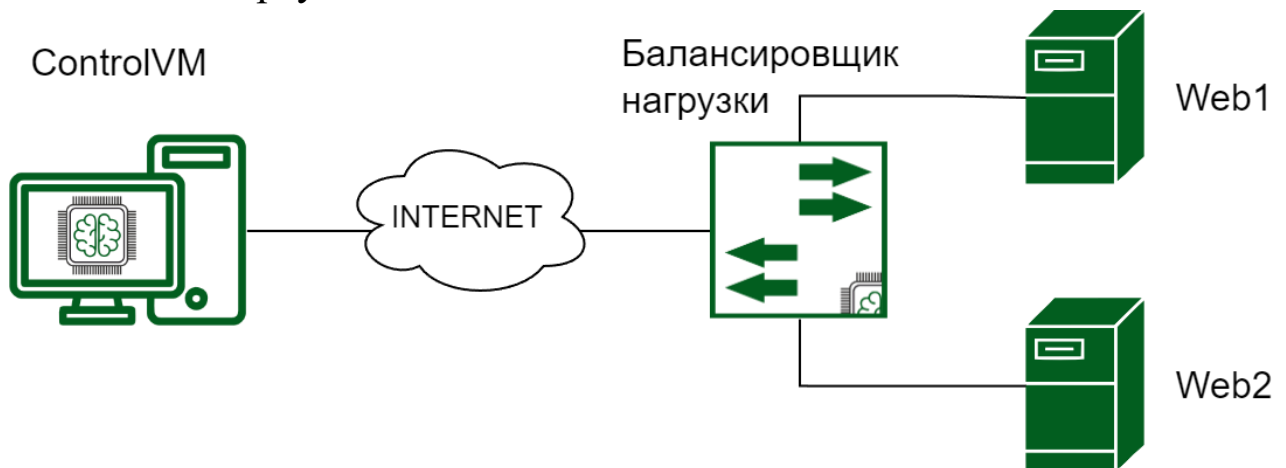 ControlVM
Балансировщик
нагрузки
Web1
INTERNET
Web2